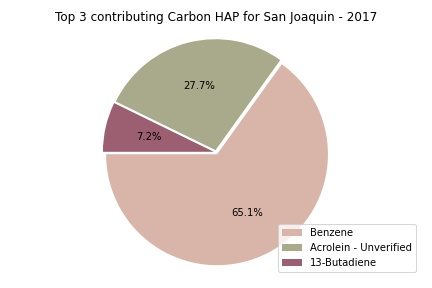 Top 3 contributing Carbon HAP for San Joaquin - 2017
27.7%
7.2%
65.1%
Benzene
Acrolein - Unverified
13-Butadiene